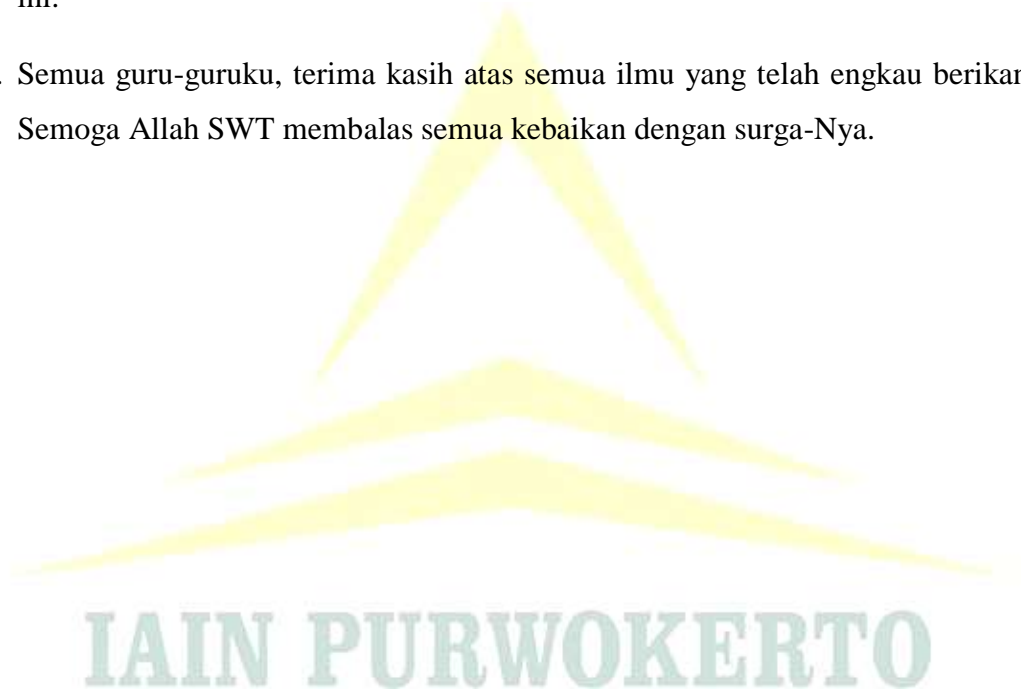 ini.
. Semua guru-guruku, terima kasih atas semua ilmu yang telah engkau berikan
Semoga Allah SWT membalas semua kebaikan dengan surga-Nya.
IAIN PURWOKERTO